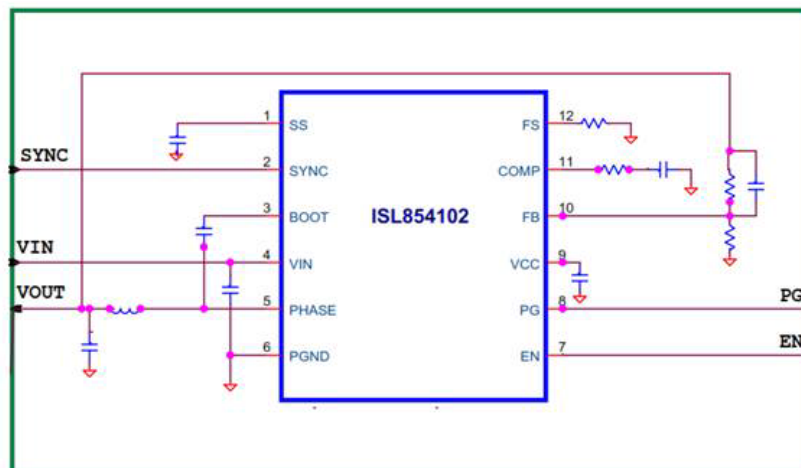 1 SS
SYNC
2 SYNC
3 BOOT
VIN
4 VIN
VOUT
5 PHASE
6 PGND
ISL854102
FS 12
COMP 11
FB 10
VCC 9
PG 8
PG
EN 7
EN